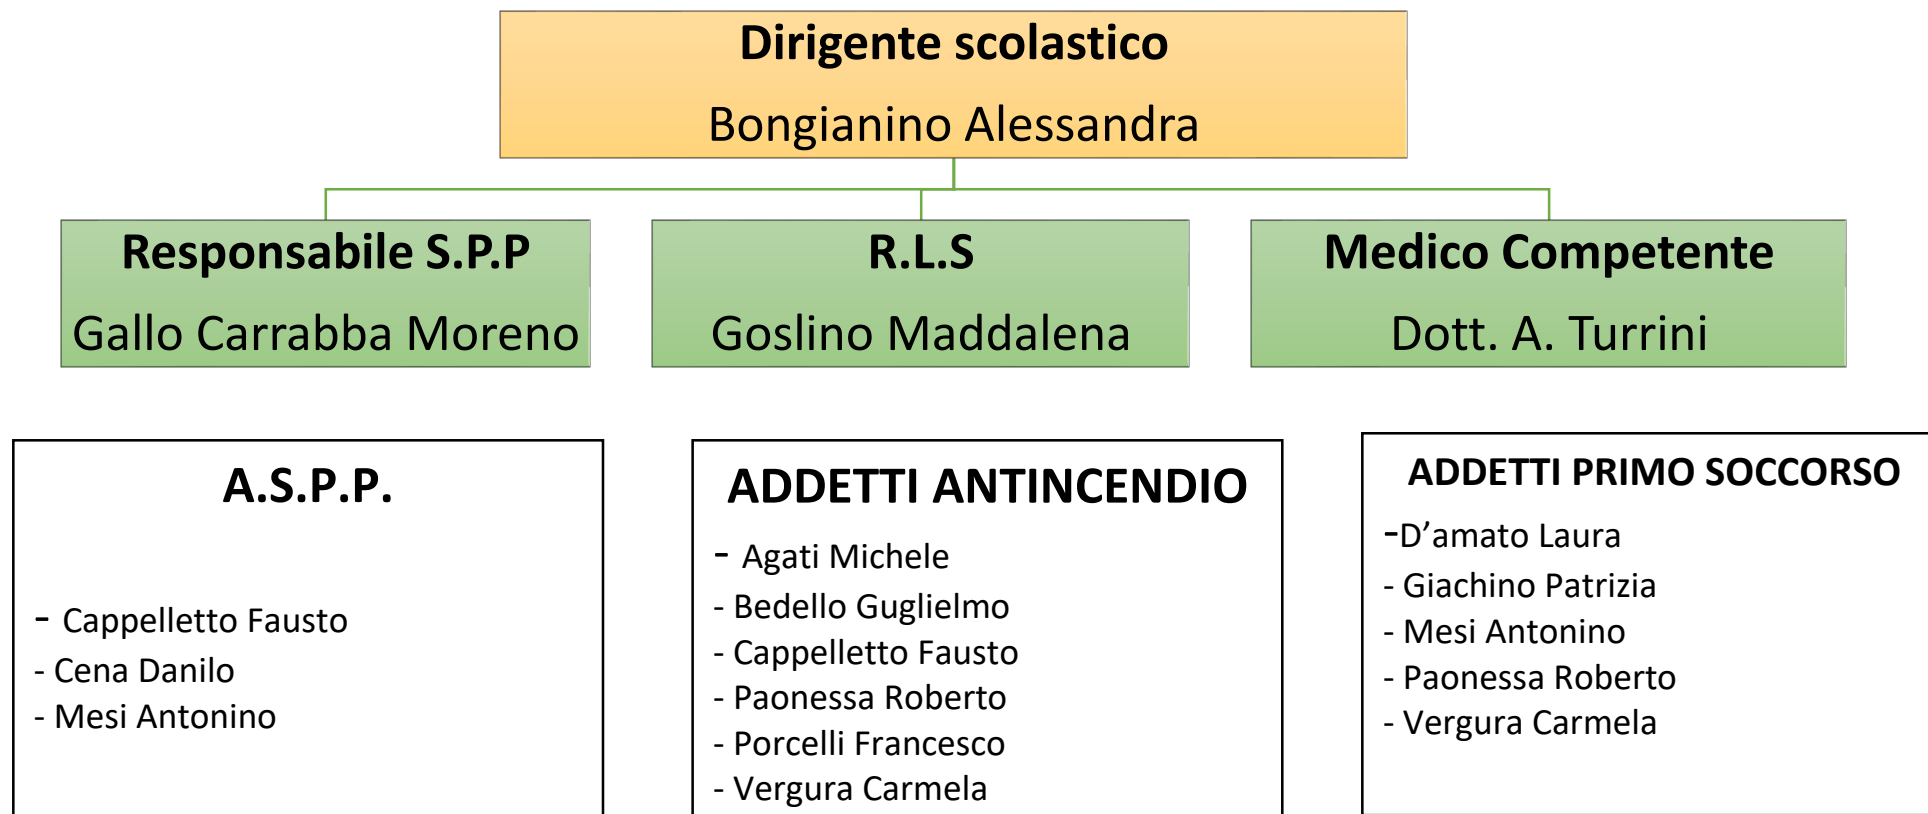 Dirigente scolastico
Bongianino Alessandra
Responsabile S.P.P
Gallo Carrabba Moreno
R.L.S
Goslino Maddalena
Medico Competente
Dott. A. Turrini
A.S.P.P.
- Cappelletto Fausto
- Cena Danilo
- Mesi Antonino
ADDETTI ANTINCENDIO
- Agati Michele
- Bedello Guglielmo
- Cappelletto Fausto
- Paonessa Roberto
- Porcelli Francesco
- Vergura Carmela
ADDETTI PRIMO SOCCORSO
-D’amato Laura
- Giachino Patrizia
- Mesi Antonino
- Paonessa Roberto
- Vergura Carmela